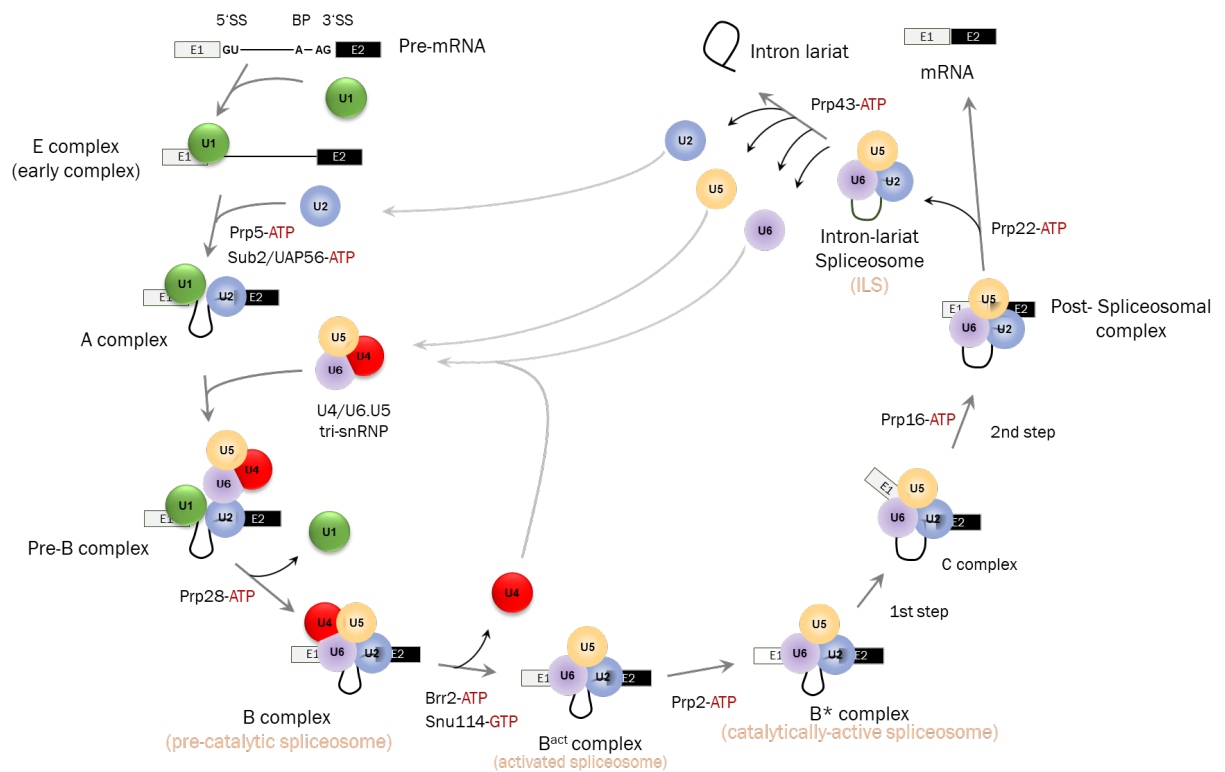 5'SS BP 3'SS
E1 GU A AG E2 Pre-mRNA
U1
U1
E1 E2
E complex
(early complex)
U2
Prp5-ATP
Sub2/UAP56-ATP
U1
E1 U2 E2
A complex
U5
U4
U6
U4/U6.U5
tri-snRNP
U5
U4
U6
U1
E1 U2 E2
Pre-B complex
U1
Prp28-ATP
U4 U5
E1 U6 U2 E2
B complex
(pre-catalytic spliceosome)
U4
Brr2-ATP
Snu114-GTP
U5
E1 U6 U2 E2
Bact complex
(activated spliceosome)
Prp2-ATP
U5
E1 U6 U2 E2
B* complex
(catalytically-active spliceosome)
1st step
E1 U5
U6 U2 E2
C complex
Prp16-ATP
2nd step
U5
E1 E2
U6 U2
Post- Spliceosomal
complex
Prp22-ATP
E1 E2
mRNA
U5
U6 U2
Intron-lariat
Spliceosome
(ILS)
Prp43-ATP
Intron lariat
U2
U5
U6